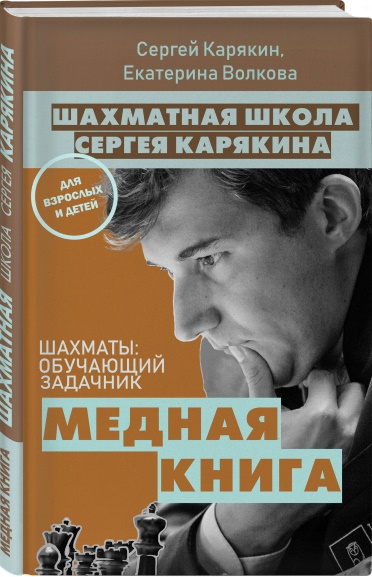 Сергей Карякин,
Екатерина Волкова
ШАХМАТНАЯ ШКОЛА
СЕРГЕЯ КАРЯКИНА
ДЛЯ
ВЗРОСЛЫХ
И ДЕТЕЙ
ШАХМАТЫ:
ОБУЧАЮЩИЙ
ЗАДАЧНИК
МЕДНАЯ
КНИГА
МЕДНАЯ КНИГА ШАХМАТНАЯ ШКОЛА СЕРГЕЯ КАРЯКИНА